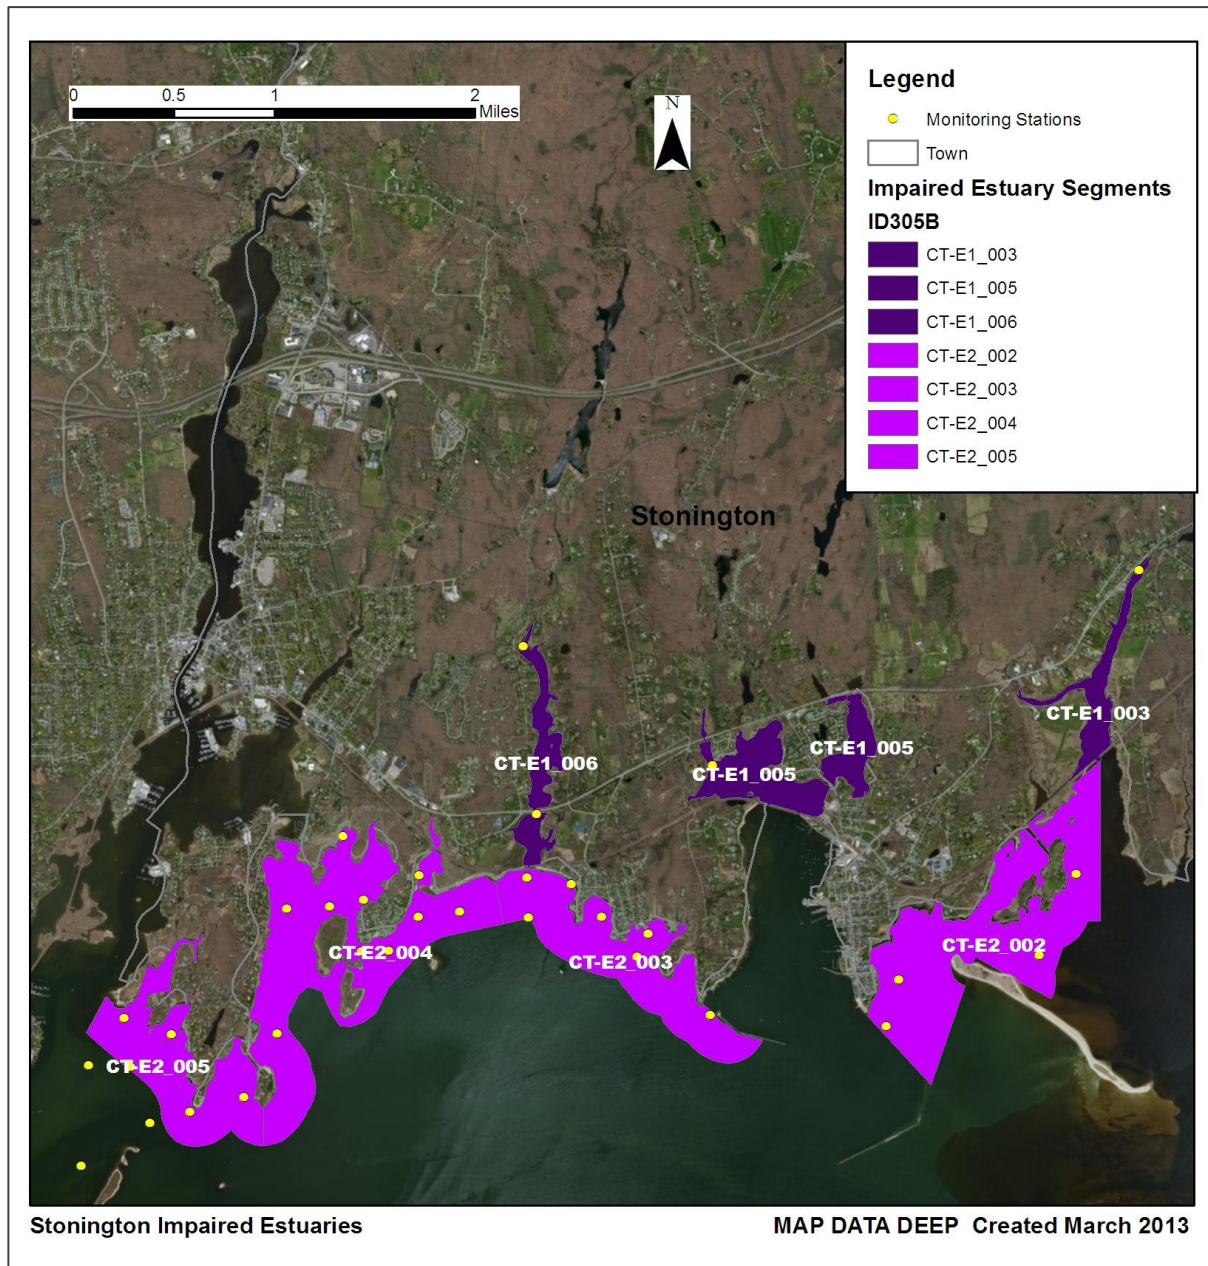 0 0.5 1 2
Miles
N
Legend
Monitoring Stations
Town
Impaired Estuary Segments
ID305B
CT-E1_003
CT-E1_005
CT-E1_006
CT-E2_002
CT-E2_003
CT-E2_004
CT-E2_005
Stonington
CT-E1_003
CT-E1_005
CT-E1_006
CT-E1_005
CT-E2_002
CT-E2_004
CT-E2_003
CT-E2_005
Stonington Impaired Estuaries
MAP DATA DEEP Created March 2013